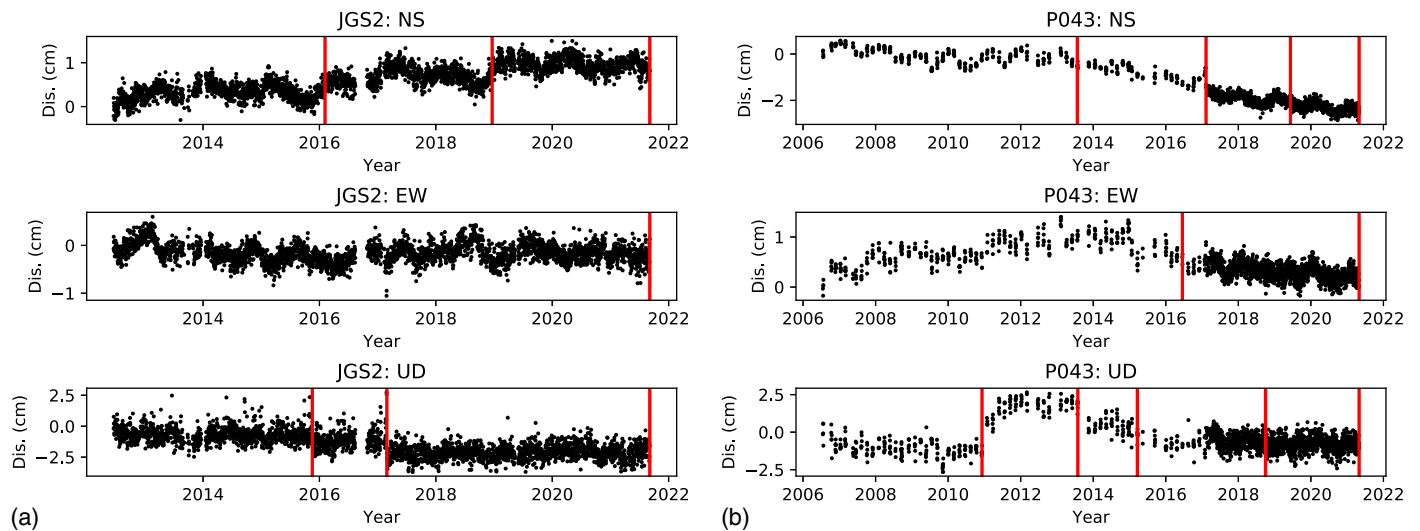 JGS2: NS
Dis. (cm)
1
0
2014 2016 2018 2020 2022
Year
JGS2: EW
Dis. (cm)
0
−1
2014 2016 2018 2020 2022
Year
JGS2: UD
Dis. (cm)
2.5
0.0
−2.5
2014 2016 2018 2020 2022
Year
(a)
P043: NS
Dis. (cm)
0
−2
2006 2008 2010 2012 2014 2016 2018 2020 2022
Year
P043: EW
Dis. (cm)
1
0
2006 2008 2010 2012 2014 2016 2018 2020 2022
Year
P043: UD
Dis. (cm)
2.5
0.0
−2.5
2006 2008 2010 2012 2014 2016 2018 2020 2022
Year
(b)